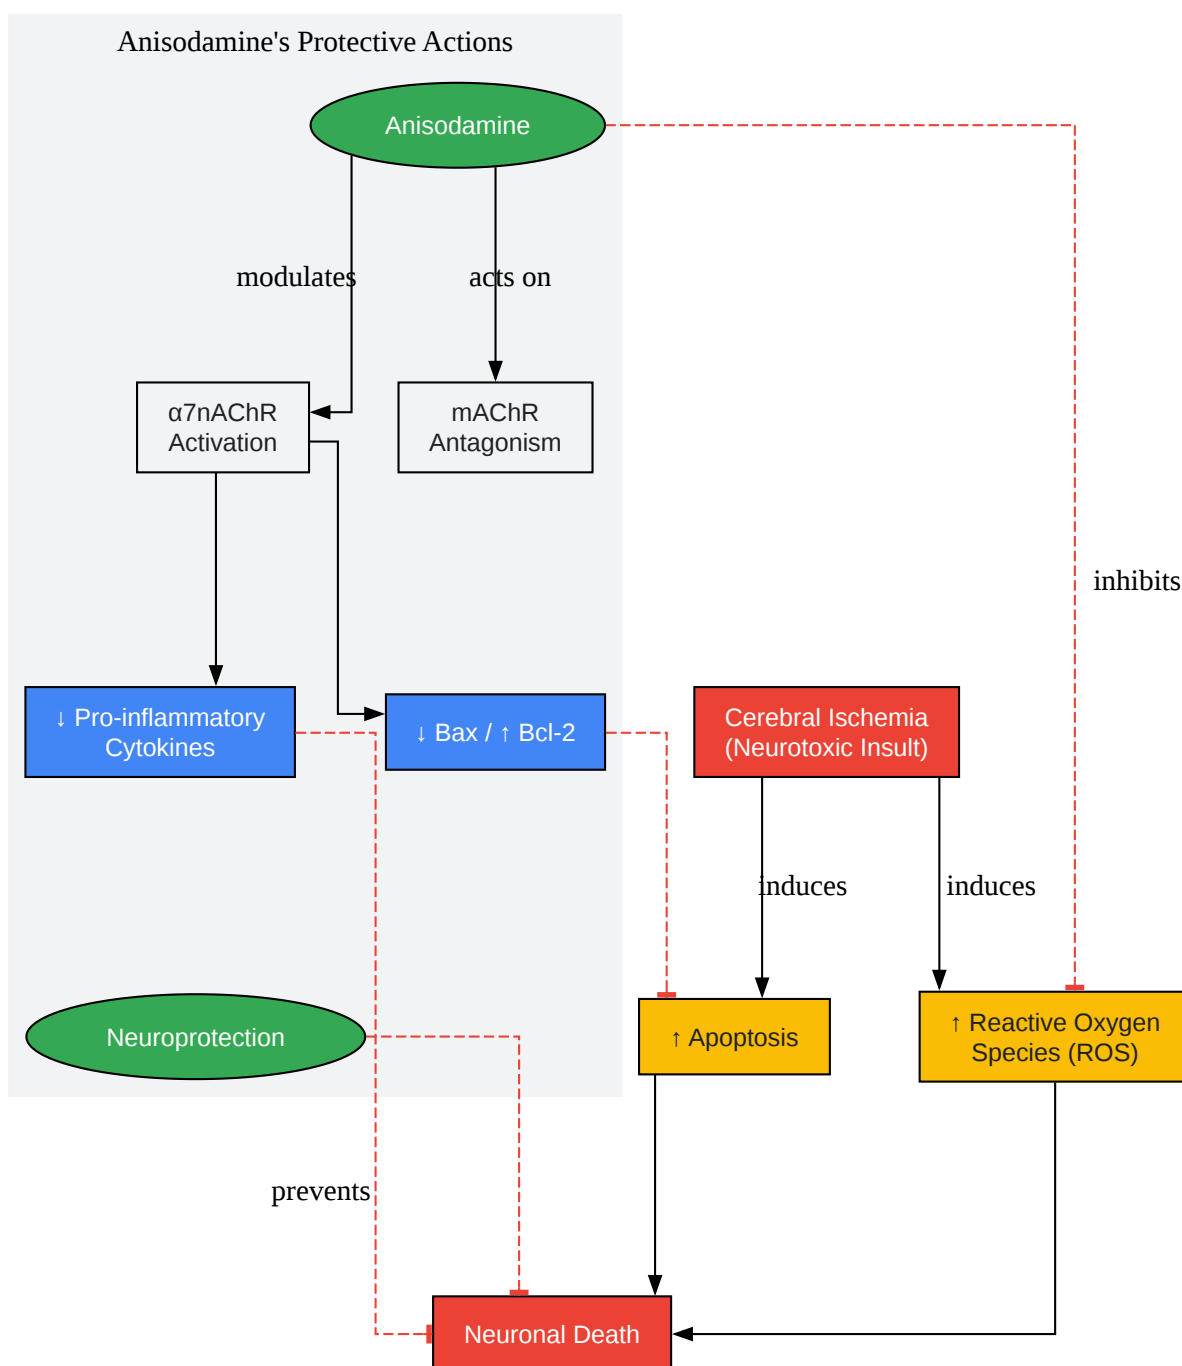 Anisodamine's Protective Actions
Anisodamine
modulates
acts on
α7nAChR
Activation
mAChR
Antagonism
inhibits
↓ Pro-inflammatory
Cytokines
↓ Bax / ↑ Bcl-2
Cerebral Ischemia
(Neurotoxic Insult)
induces
induces
Neuroprotection
↑ Apoptosis
↑ Reactive Oxygen
Species (ROS)
prevents
Neuronal Death